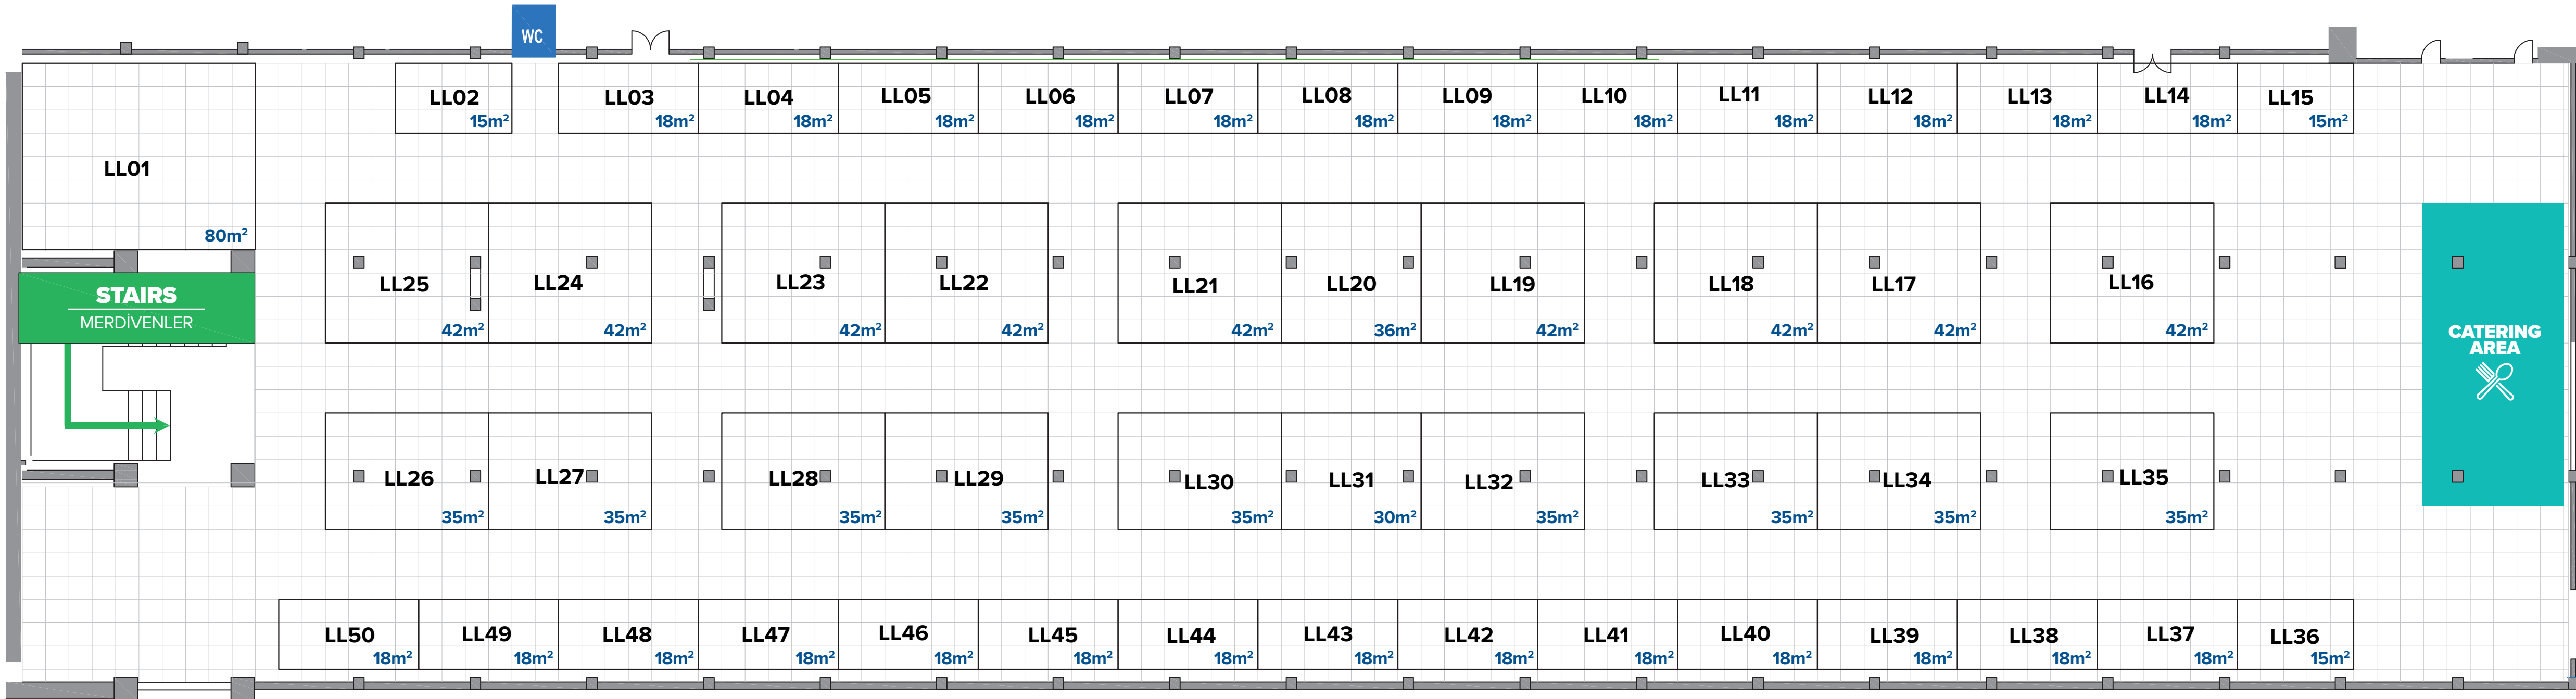 WC
LL02
15m²
LL03
18m²
LL04
18m²
LL05
18m²
LL06
18m²
LL07
18m²
LL08
18m²
LL09
18m²
LL10
18m²
LL11
18m²
LL12
18m²
LL13
18m²
LL14
18m²
LL15
15m²
LL01
80m²
STAIRS
MERDİVENLER
LL25
42m²
LL24
42m²
LL23
42m²
LL22
42m²
LL21
42m²
LL20
36m²
LL19
42m²
LL18
42m²
LL17
42m²
LL16
42m²
CATERING
AREA
LL26
35m²
LL27
35m²
LL28
35m²
LL29
35m²
LL30
35m²
LL31
30m²
LL32
35m²
LL33
35m²
LL34
35m²
LL35
35m²
LL50
18m²
LL49
18m²
LL48
18m²
LL47
18m²
LL46
18m²
LL45
18m²
LL44
18m²
LL43
18m²
LL42
18m²
LL41
18m²
LL40
18m²
LL39
18m²
LL38
18m²
LL37
18m²
LL36
15m²